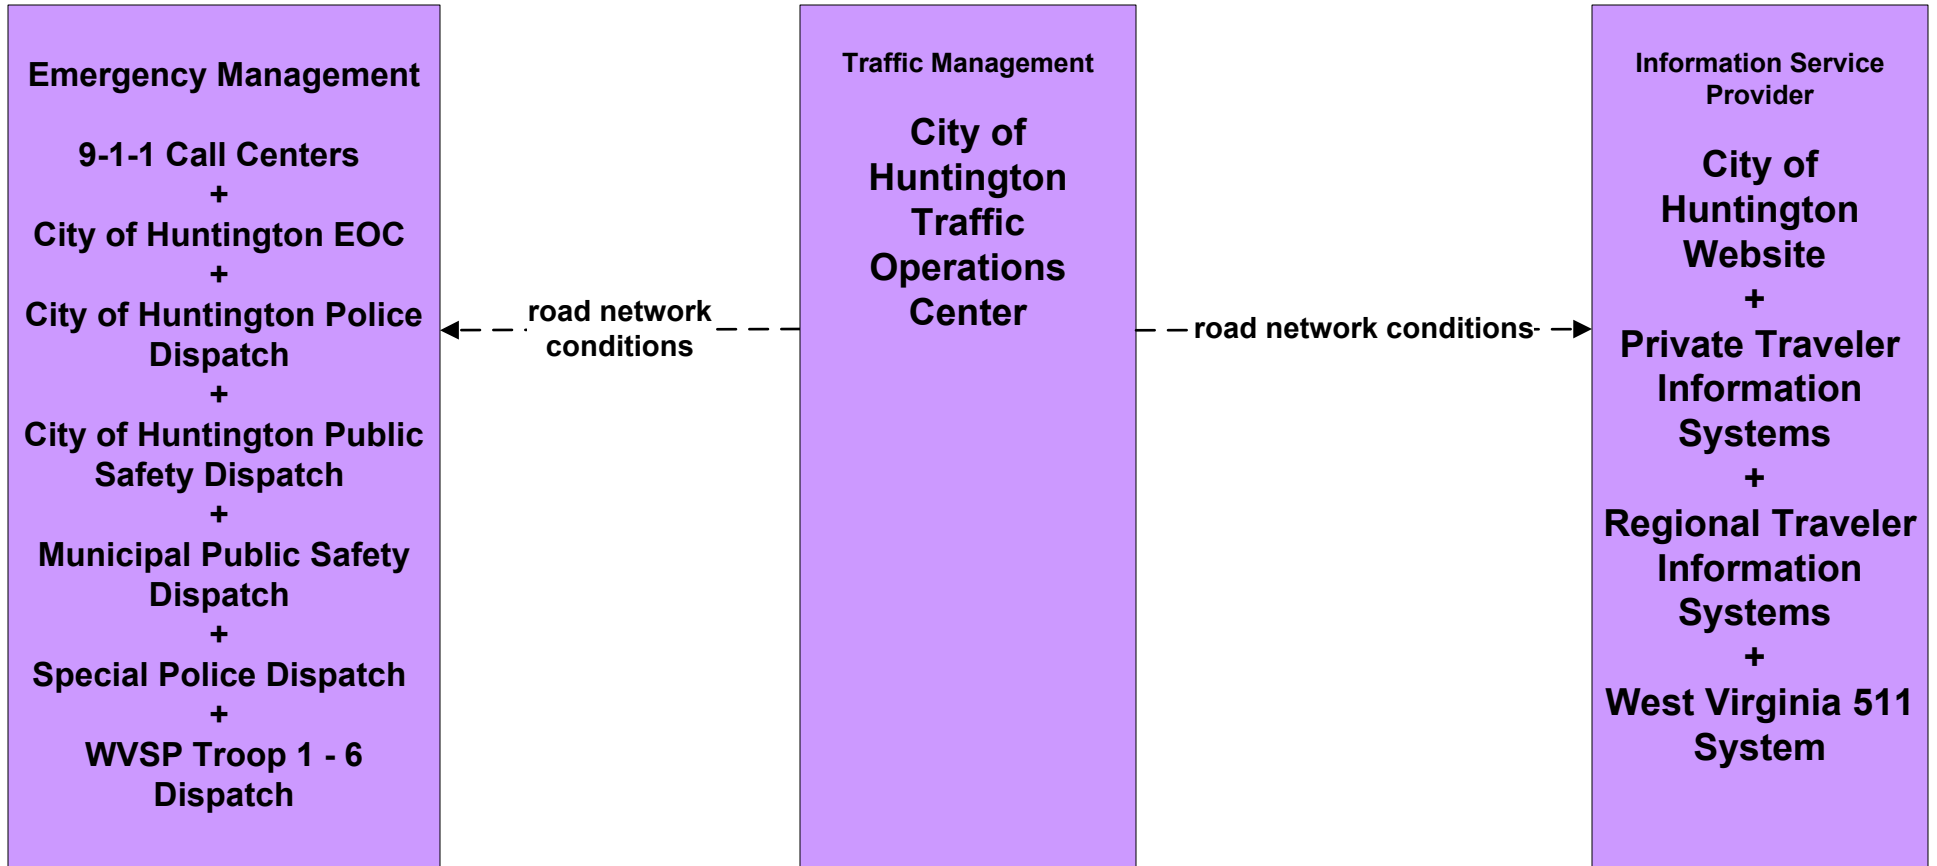 Emergency Management
9-1-1 Call Centers
+
City of Huntington EOC
+
City of Huntington Police
Dispatch
+
City of Huntington Public
Safety Dispatch
+
Municipal Public Safety
Dispatch
+
Special Police Dispatch
+
WVSP Troop 1 - 6
Dispatch
road network
conditions
Traffic Management
City of
Huntington
Traffic
Operations
Center
road network conditions
Information Service
Provider
City of
Huntington
Website
+
Private Traveler
Information
Systems
+
Regional Traveler
Information
Systems
+
West Virginia 511
System